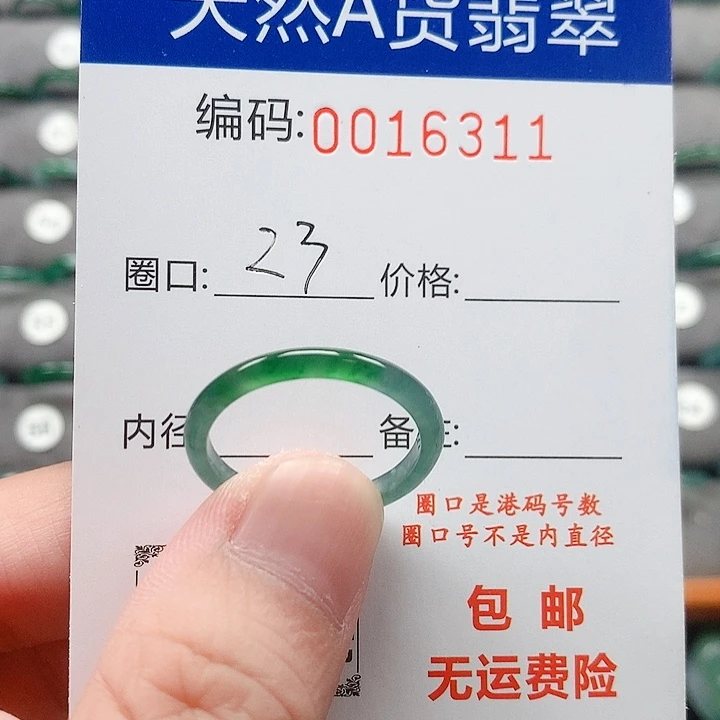 天然A货翡翠
编码:0016311
圈口: 23 价格:
内径 备注:
圈口是港码号数
圈口号不是内直径
包 邮
无运费险